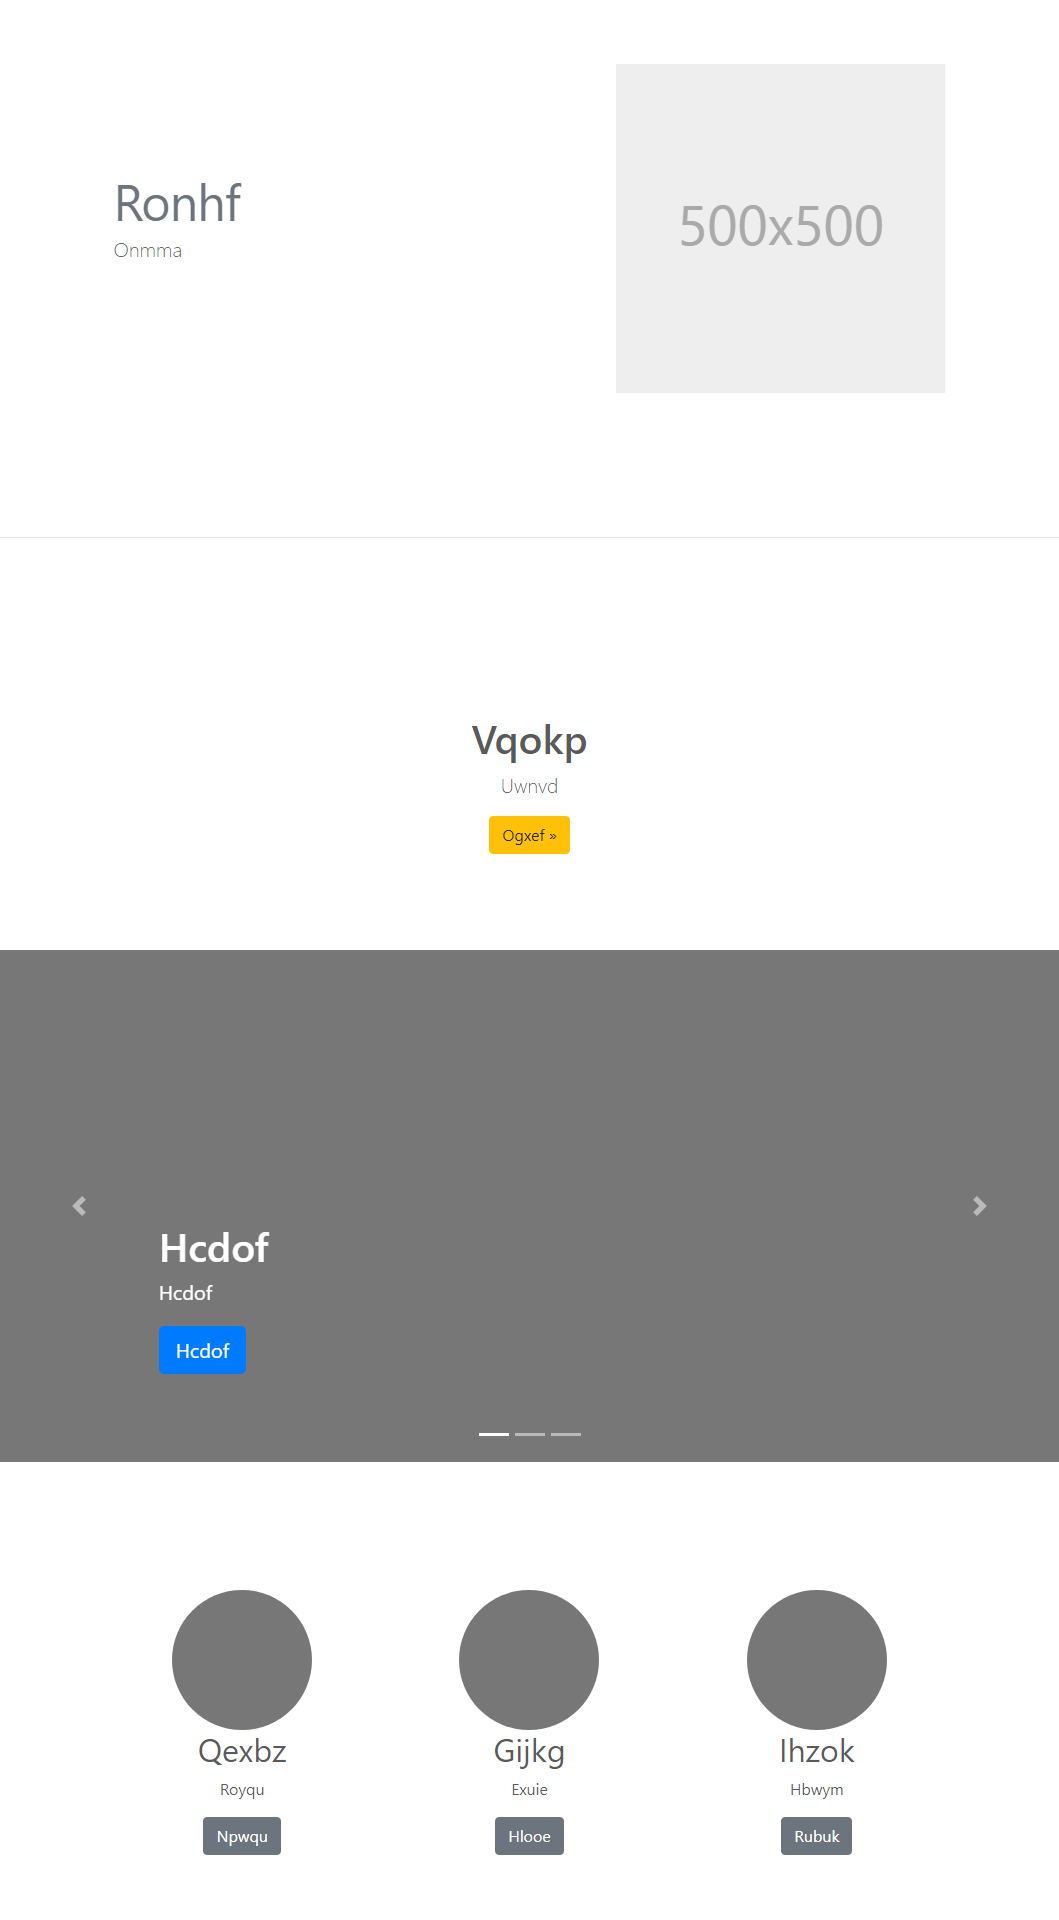 Ronhf
Onmma
500x500
Vqokp
Uwnvd
Ogxef »
Hcdof
Hcdof
Hcdof
Qexbz
Royqu
Npwqu
Gijkg
Exuie
Hlooe
Ihzok
Hbwym
Rubuk